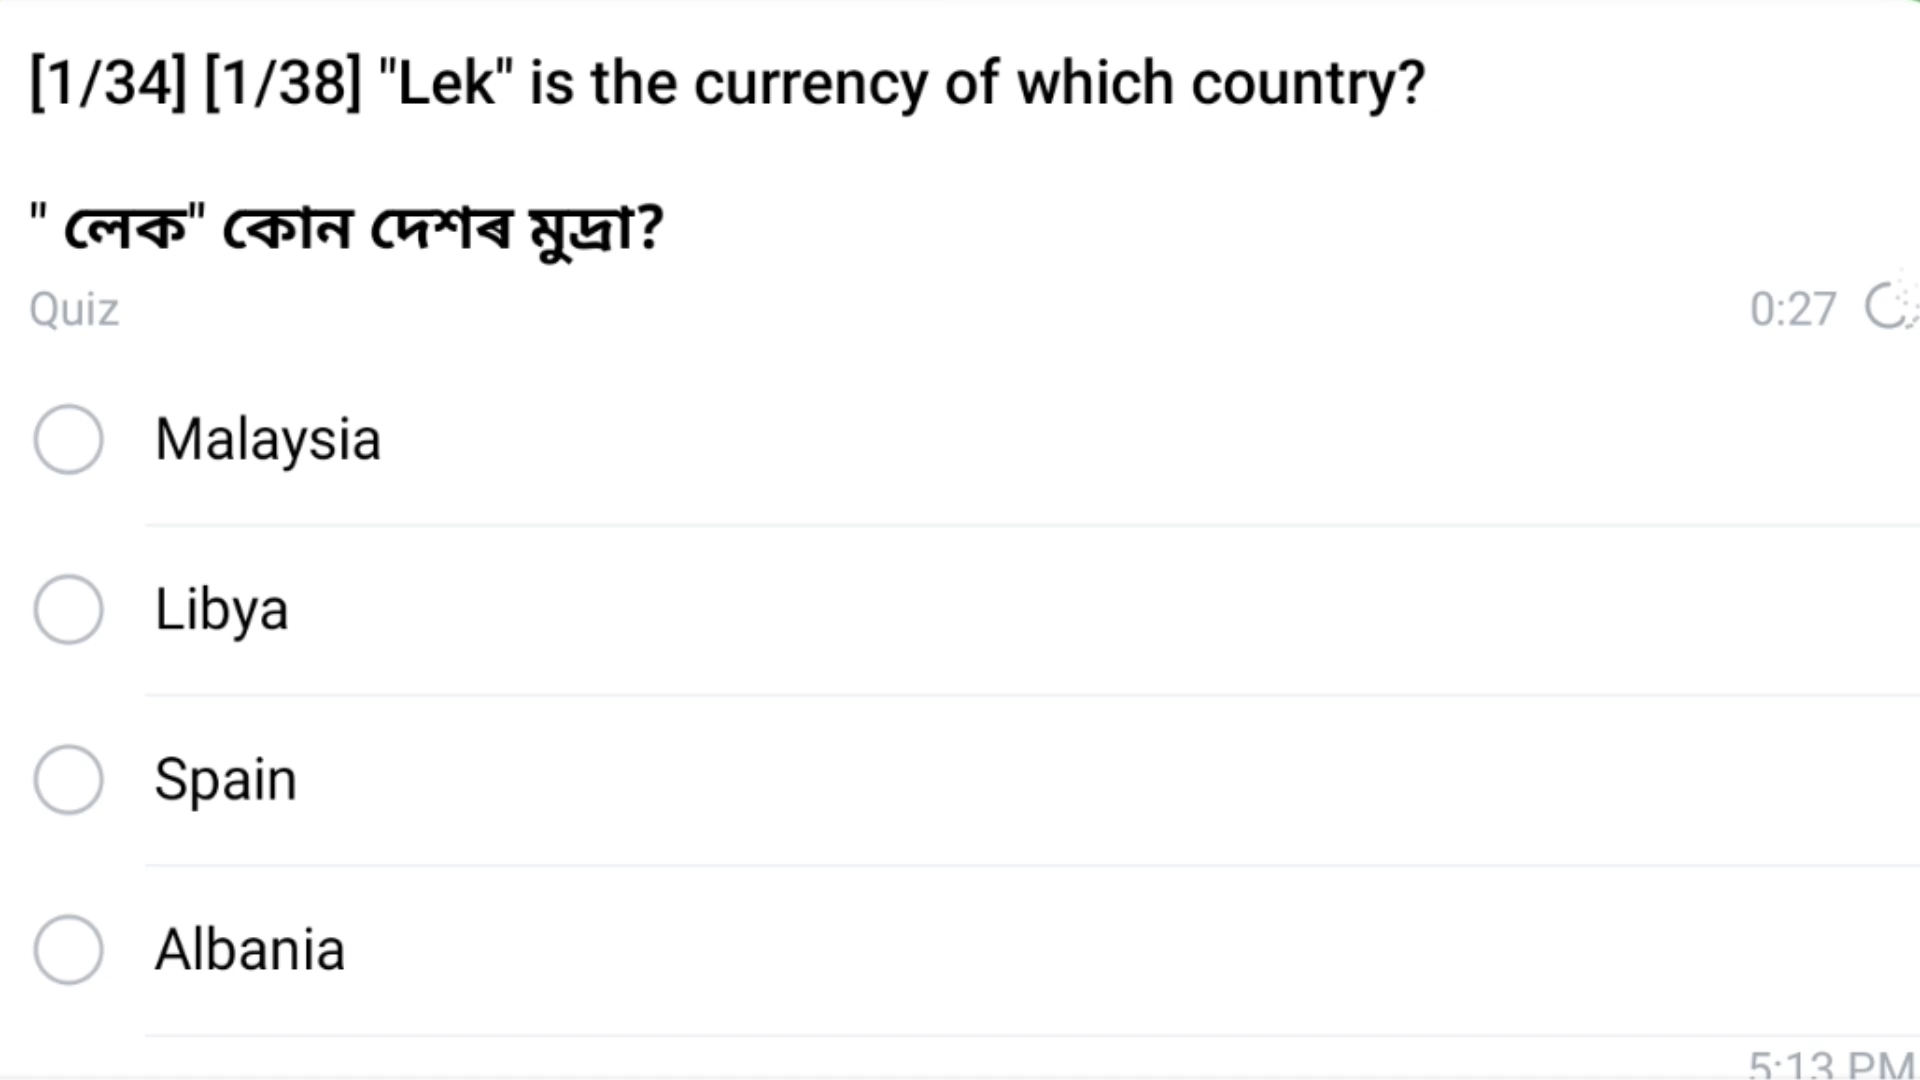 [1/34] [1/38] "Lek" is the currency of which country?
" লেক" কোন দেশৰ মুদ্ৰা?
Quiz
0:27
Malaysia
Libya
Spain
Albania
5:13 PM